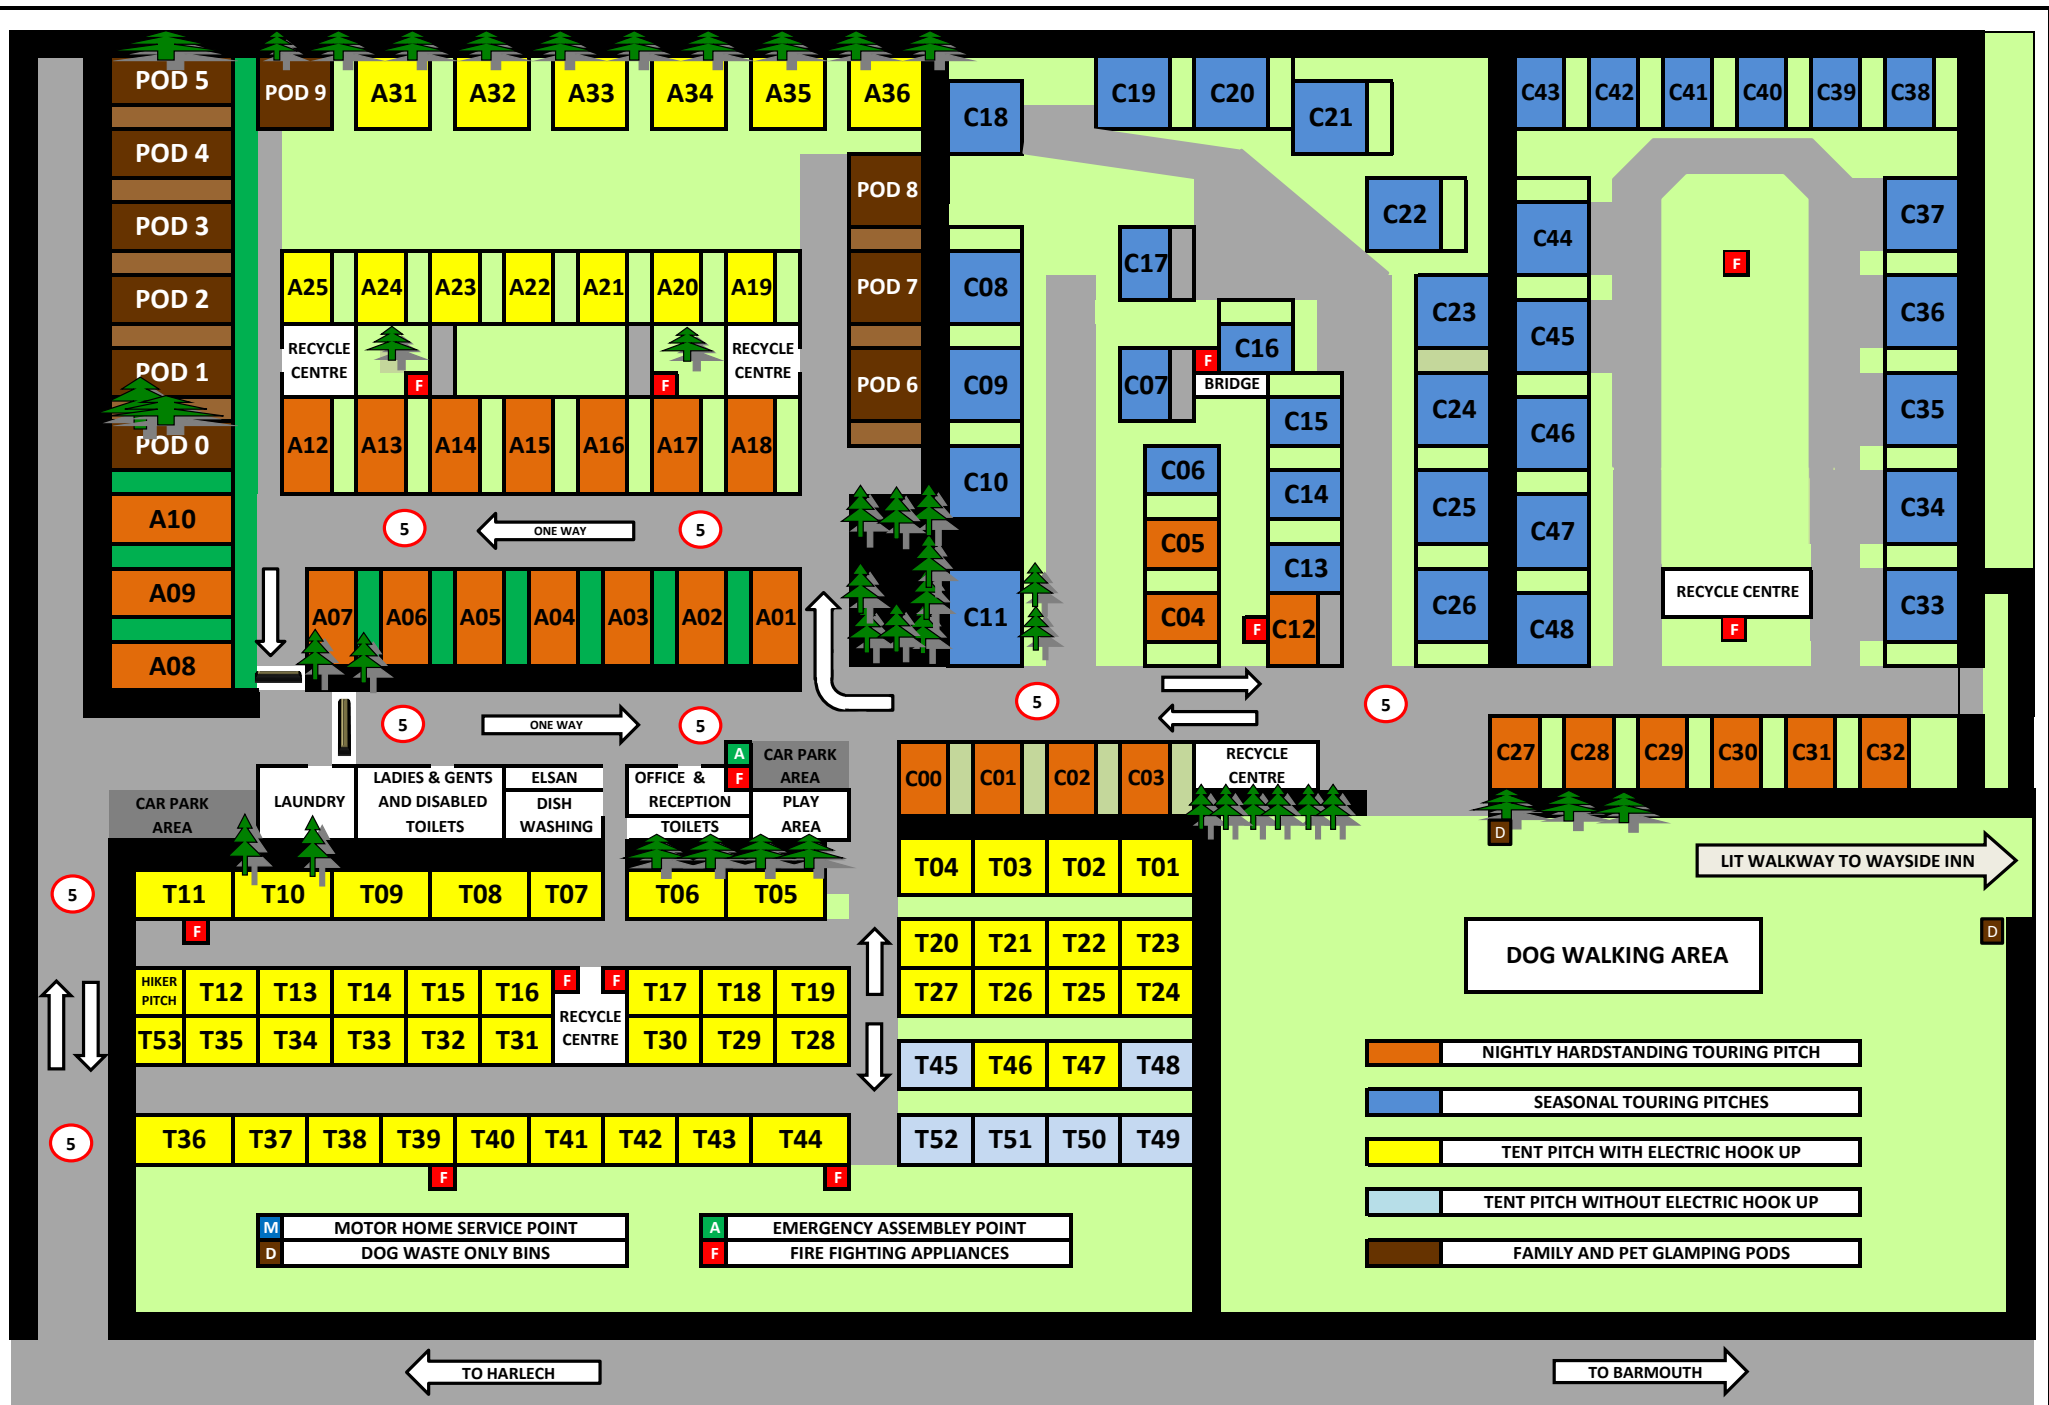 POD 5
POD 9
A31
A32
A33
A34
A35
A36
C18
C19
C20
C21
C43
C42
C41
C40
C39
C38
POD 4
POD 8
POD 3
C22
C44
C37
POD 2
A25
A24
A23
A22
A21
A20
A19
POD 7
C08
C17
C23
F
C45
C36
POD 1
RECYCLE
CENTRE
F
F
RECYCLE
CENTRE
POD 6
C09
C07
F
C16
BRIDGE
C24
C46
C35
POD 0
A12
A13
A14
A15
A16
A17
A18
C10
C06
C15
C14
C25
C47
C34
A10
5
ONE WAY
5
C05
C13
A09
A07
A06
A05
A04
A03
A02
A01
C11
C04
F
C12
C26
C48
RECYCLE CENTRE
F
C33
A08
5
ONE WAY
5
5
5
C27
C28
C29
C30
C31
C32
CAR PARK
AREA
LAUNDRY
LADIES & GENTS
AND DISABLED
TOILETS
ELSAN
DISH
WASHING
OFFICE &
RECEPTION
TOILETS
A
F
CAR PARK
AREA
PLAY
AREA
C00
C01
C02
C03
RECYCLE
CENTRE
D
LIT WALKWAY TO WAYSIDE INN
5
T11
T10
T09
T08
T07
T06
T05
T04
T03
T02
T01
F
D
DOG WALKING AREA
T20
T21
T22
T23
HIKER
PITCH
T12
T13
T14
T15
T16
F
F
RECYCLE
CENTRE
T17
T18
T19
T27
T26
T25
T24
T53
T35
T34
T33
T32
T31
T30
T29
T28
T45
T46
T47
T48
5
T36
T37
T38
T39
T40
T41
T42
T43
T44
T52
T51
T50
T49
F
F
NIGHTLY HARDSTANDING TOURING PITCH
SEASONAL TOURING PITCHES
TENT PITCH WITH ELECTRIC HOOK UP
TENT PITCH WITHOUT ELECTRIC HOOK UP
FAMILY AND PET GLAMPING PODS
M MOTOR HOME SERVICE POINT
D DOG WASTE ONLY BINS
A EMERGENCY ASSEMBLEY POINT
F FIRE FIGHTING APPLIANCES
TO HARLECH
TO BARMOUTH